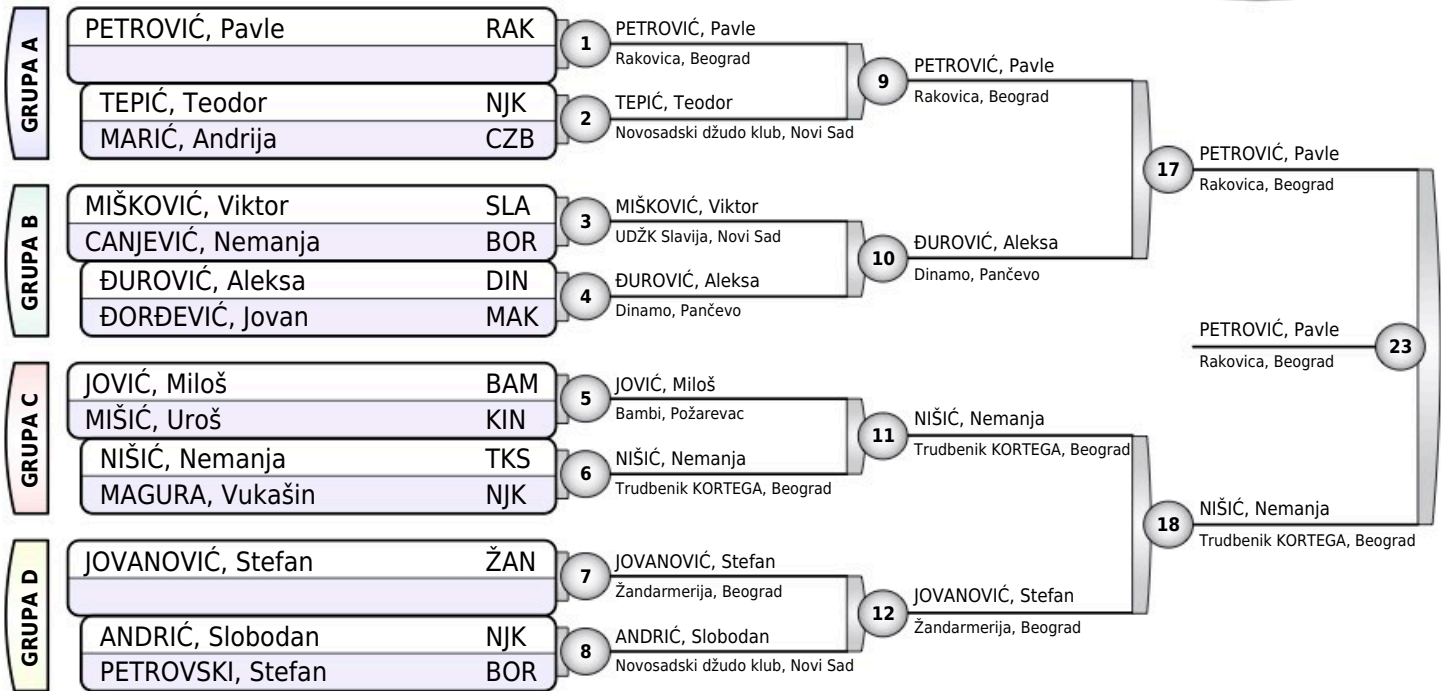 GRUPA A
PETROVIĆ, Pavle RAK
TEPIĆ, Teodor NJK
MARIĆ, Andrija CZB
GRUPA B
MIŠKOVIĆ, Viktor SLA
CANJEVIĆ, Nemanja BOR
ĐUROVIĆ, Aleksa DIN
ĐORĐEVIĆ, Jovan MAK
GRUPA C
JOVIĆ, Miloš BAM
MIŠIĆ, Uroš KIN
NIŠIĆ, Nemanja TKS
MAGURA, Vukašin NJK
GRUPA D
JOVANOVIĆ, Stefan ŽAN
ANDRIĆ, Slobodan NJK
PETROVSKI, Stefan BOR
1
PETROVIĆ, Pavle
Rakovica, Beograd
2
TEPIĆ, Teodor
Novosadski džudo klub, Novi Sad
3
MIŠKOVIĆ, Viktor
UDŽK Slavija, Novi Sad
4
ĐUROVIĆ, Aleksa
Dinamo, Pančevo
5
JOVIĆ, Miloš
Bambi, Požarevac
6
NIŠIĆ, Nemanja
Trudbenik KORTEGA, Beograd
7
JOVANOVIĆ, Stefan
Žandarmerija, Beograd
8
ANDRIĆ, Slobodan
Novosadski džudo klub, Novi Sad
9
PETROVIĆ, Pavle
Rakovica, Beograd
10
ĐUROVIĆ, Aleksa
Dinamo, Pančevo
11
NIŠIĆ, Nemanja
Trudbenik KORTEGA, Beograd
12
JOVANOVIĆ, Stefan
Žandarmerija, Beograd
17
PETROVIĆ, Pavle
Rakovica, Beograd
18
NIŠIĆ, Nemanja
Trudbenik KORTEGA, Beograd
PETROVIĆ, Pavle
Rakovica, Beograd
23